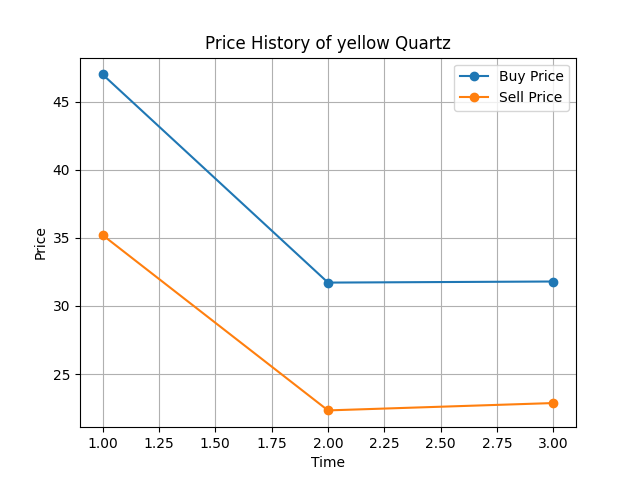 Price History of yellow Quartz
Buy Price
Sell Price
Price
45
40
35
30
25
1.00 1.25 1.50 1.75 2.00 2.25 2.50 2.75 3.00
Time